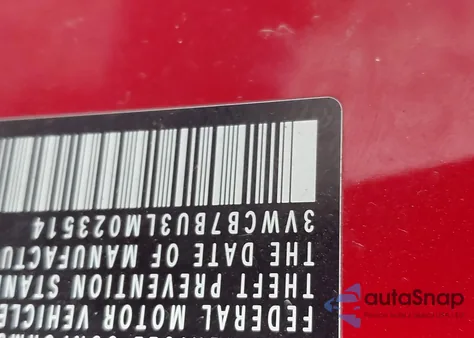 FEDERAL MOTOR VEHICLE
THEFT PREVENTION STAN
THE DATE OF MANUFACTU
3VWCB7BU3LM023514
autoSnap